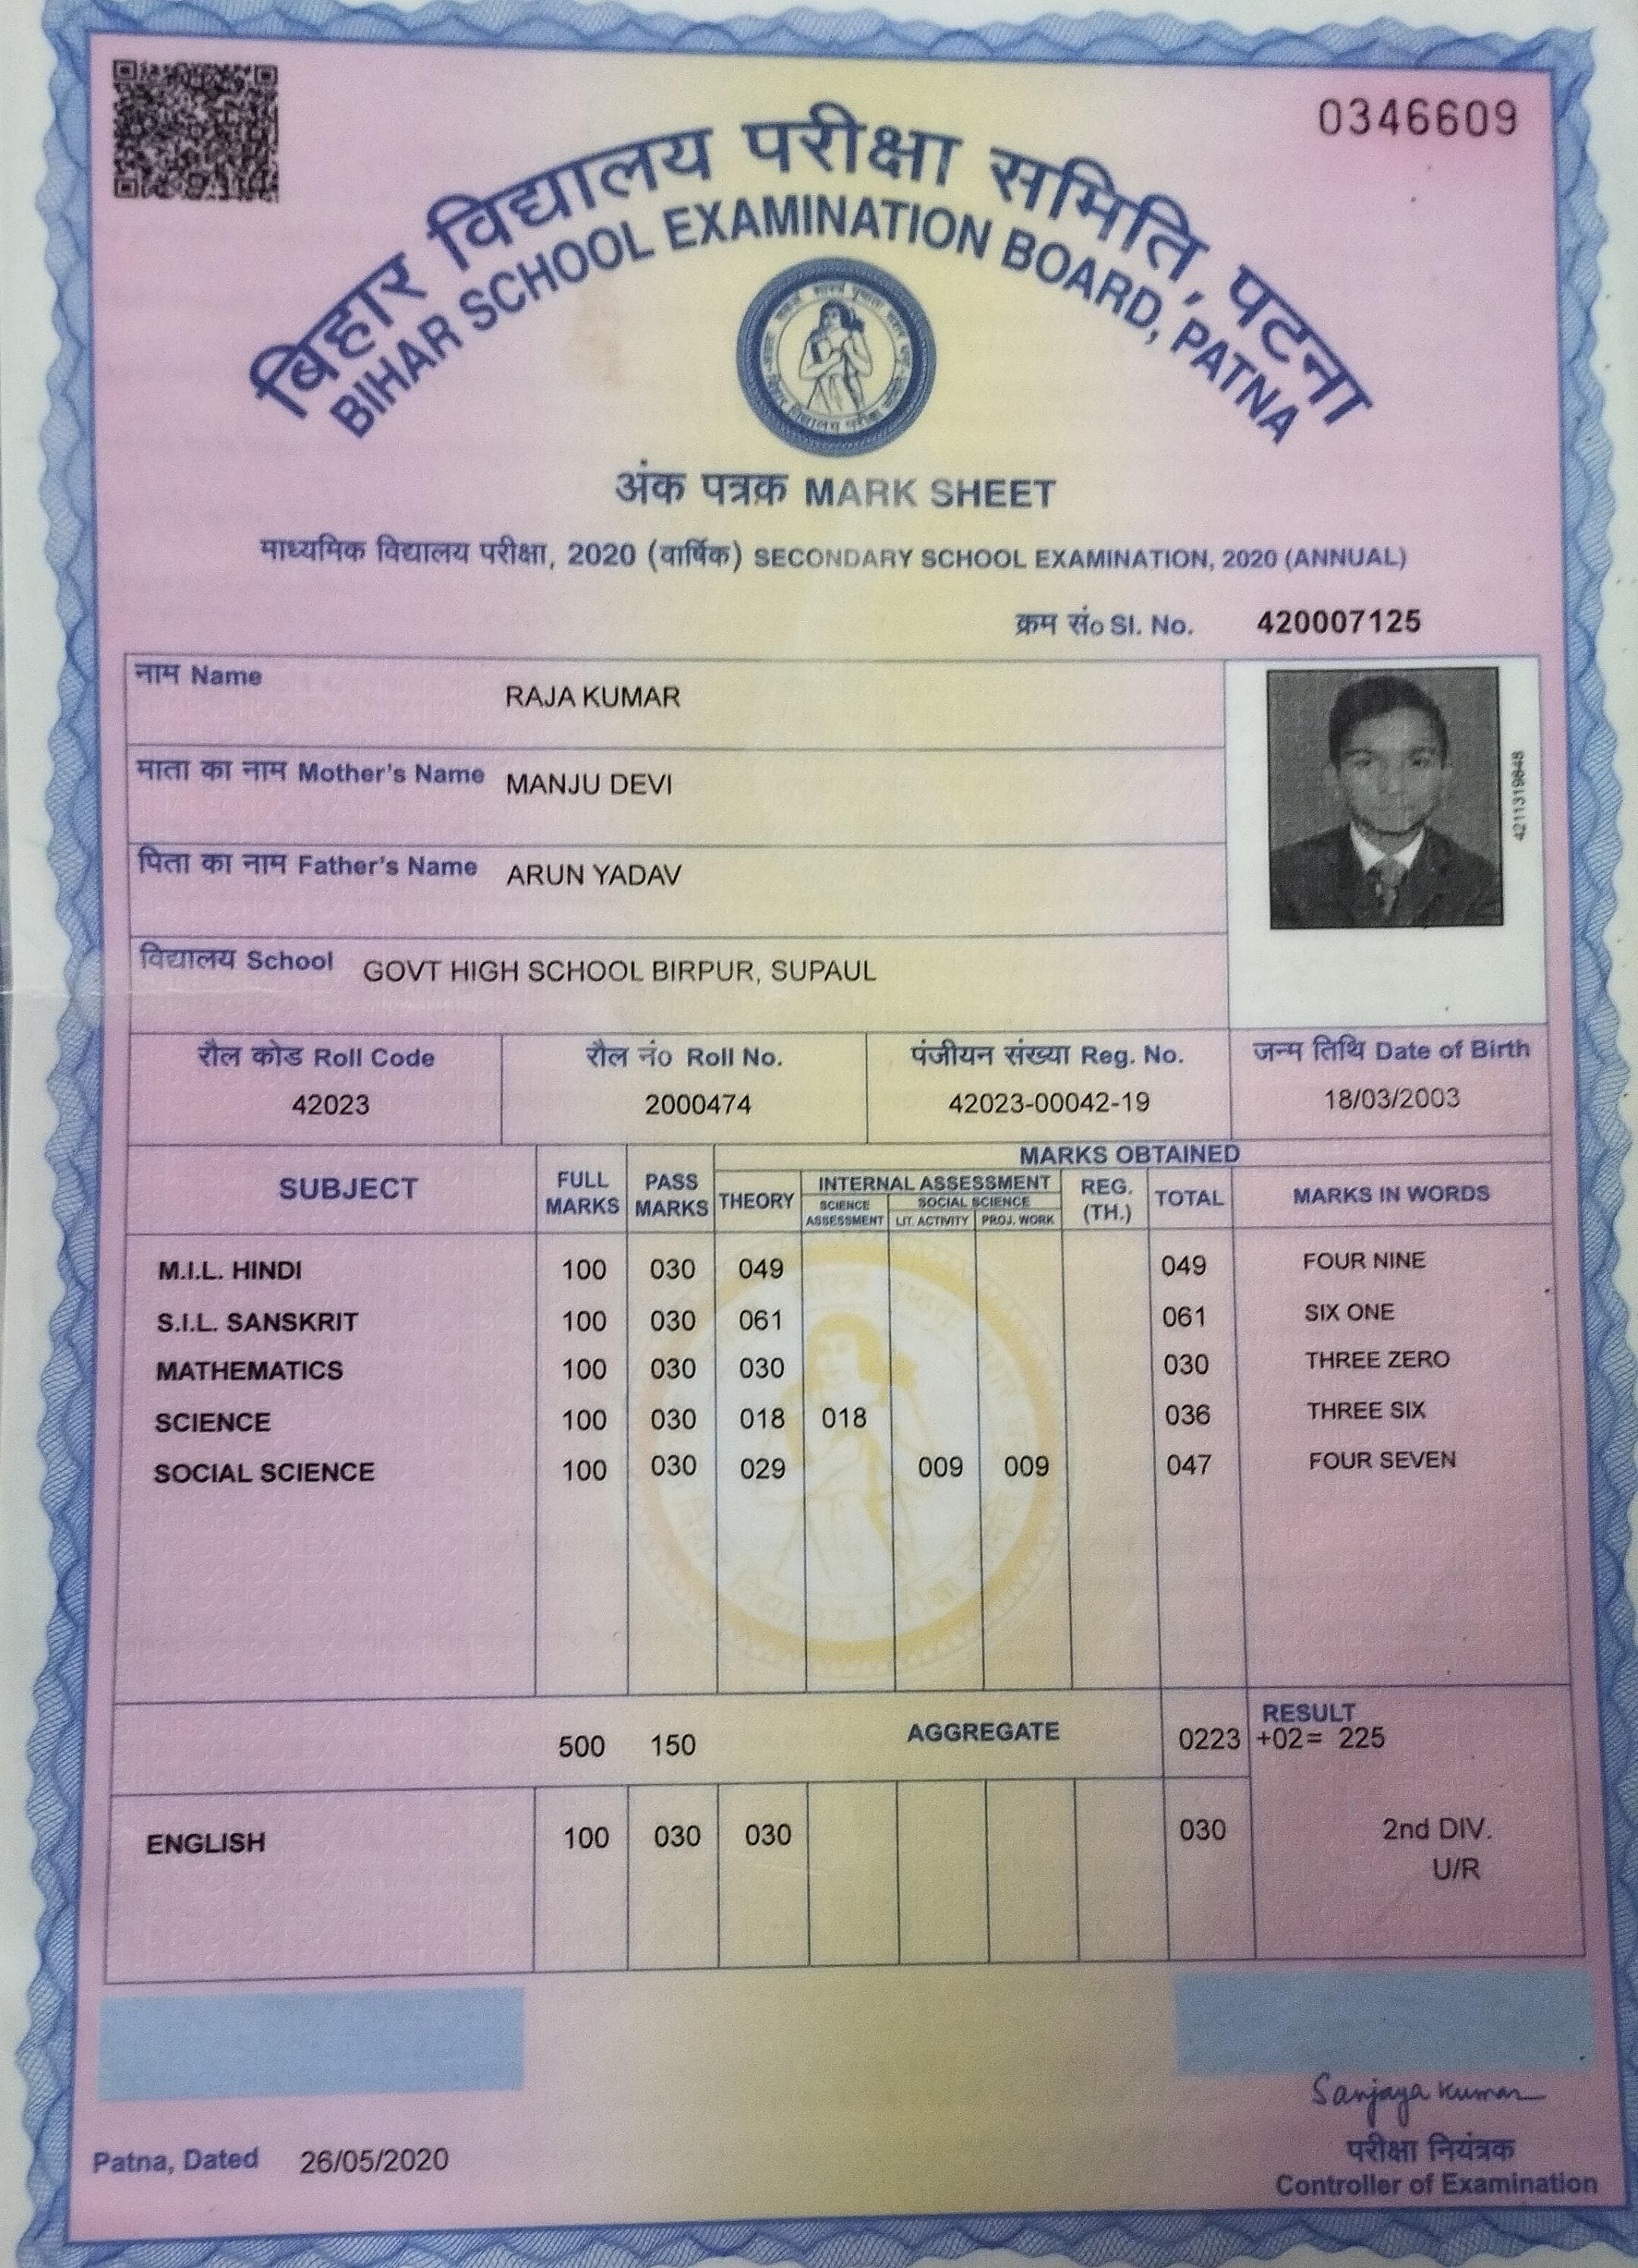 0346609
बिहार विद्यालय परीक्षा समिति, पटना
BIHAR SCHOOL EXAMINATION BOARD, PATNA
अंक पत्रक MARK SHEET
माध्यमिक विद्यालय परीक्षा, 2020 (वार्षिक) SECONDARY SCHOOL EXAMINATION, 2020 (ANNUAL)
क्रम सं० Sl. No. 420007125
नाम Name RAJA KUMAR
माता का नाम Mother's Name MANJU DEVI
पिता का नाम Father's Name ARUN YADAV
4211319848
विद्यालय School GOVT HIGH SCHOOL BIRPUR, SUPAUL
रौल कोड Roll Code रौल नं० Roll No. पंजीयन संख्या Reg. No. जन्म तिथि Date of Birth
42023 2000474 42023-00042-19 18/03/2003
MARKS OBTAINED
SUBJECT FULL MARKS PASS MARKS THEORY INTERNAL ASSESSMENT REG. (TH.) TOTAL MARKS IN WORDS
SCIENCE ASSESSMENT SOCIAL SCIENCE
LIT. ACTIVITY PROJ. WORK
M.I.L. HINDI 100 030 049 049 FOUR NINE
S.I.L. SANSKRIT 100 030 061 061 SIX ONE
MATHEMATICS 100 030 030 030 THREE ZERO
SCIENCE 100 030 018 018 036 THREE SIX
SOCIAL SCIENCE 100 030 029 009 009 047 FOUR SEVEN
RESULT
500 150 AGGREGATE 0223 +02= 225
ENGLISH 100 030 030 030 2nd DIV.
U/R
Sanjaya Kumar
परीक्षा नियंत्रक
Patna, Dated 26/05/2020
Controller of Examination